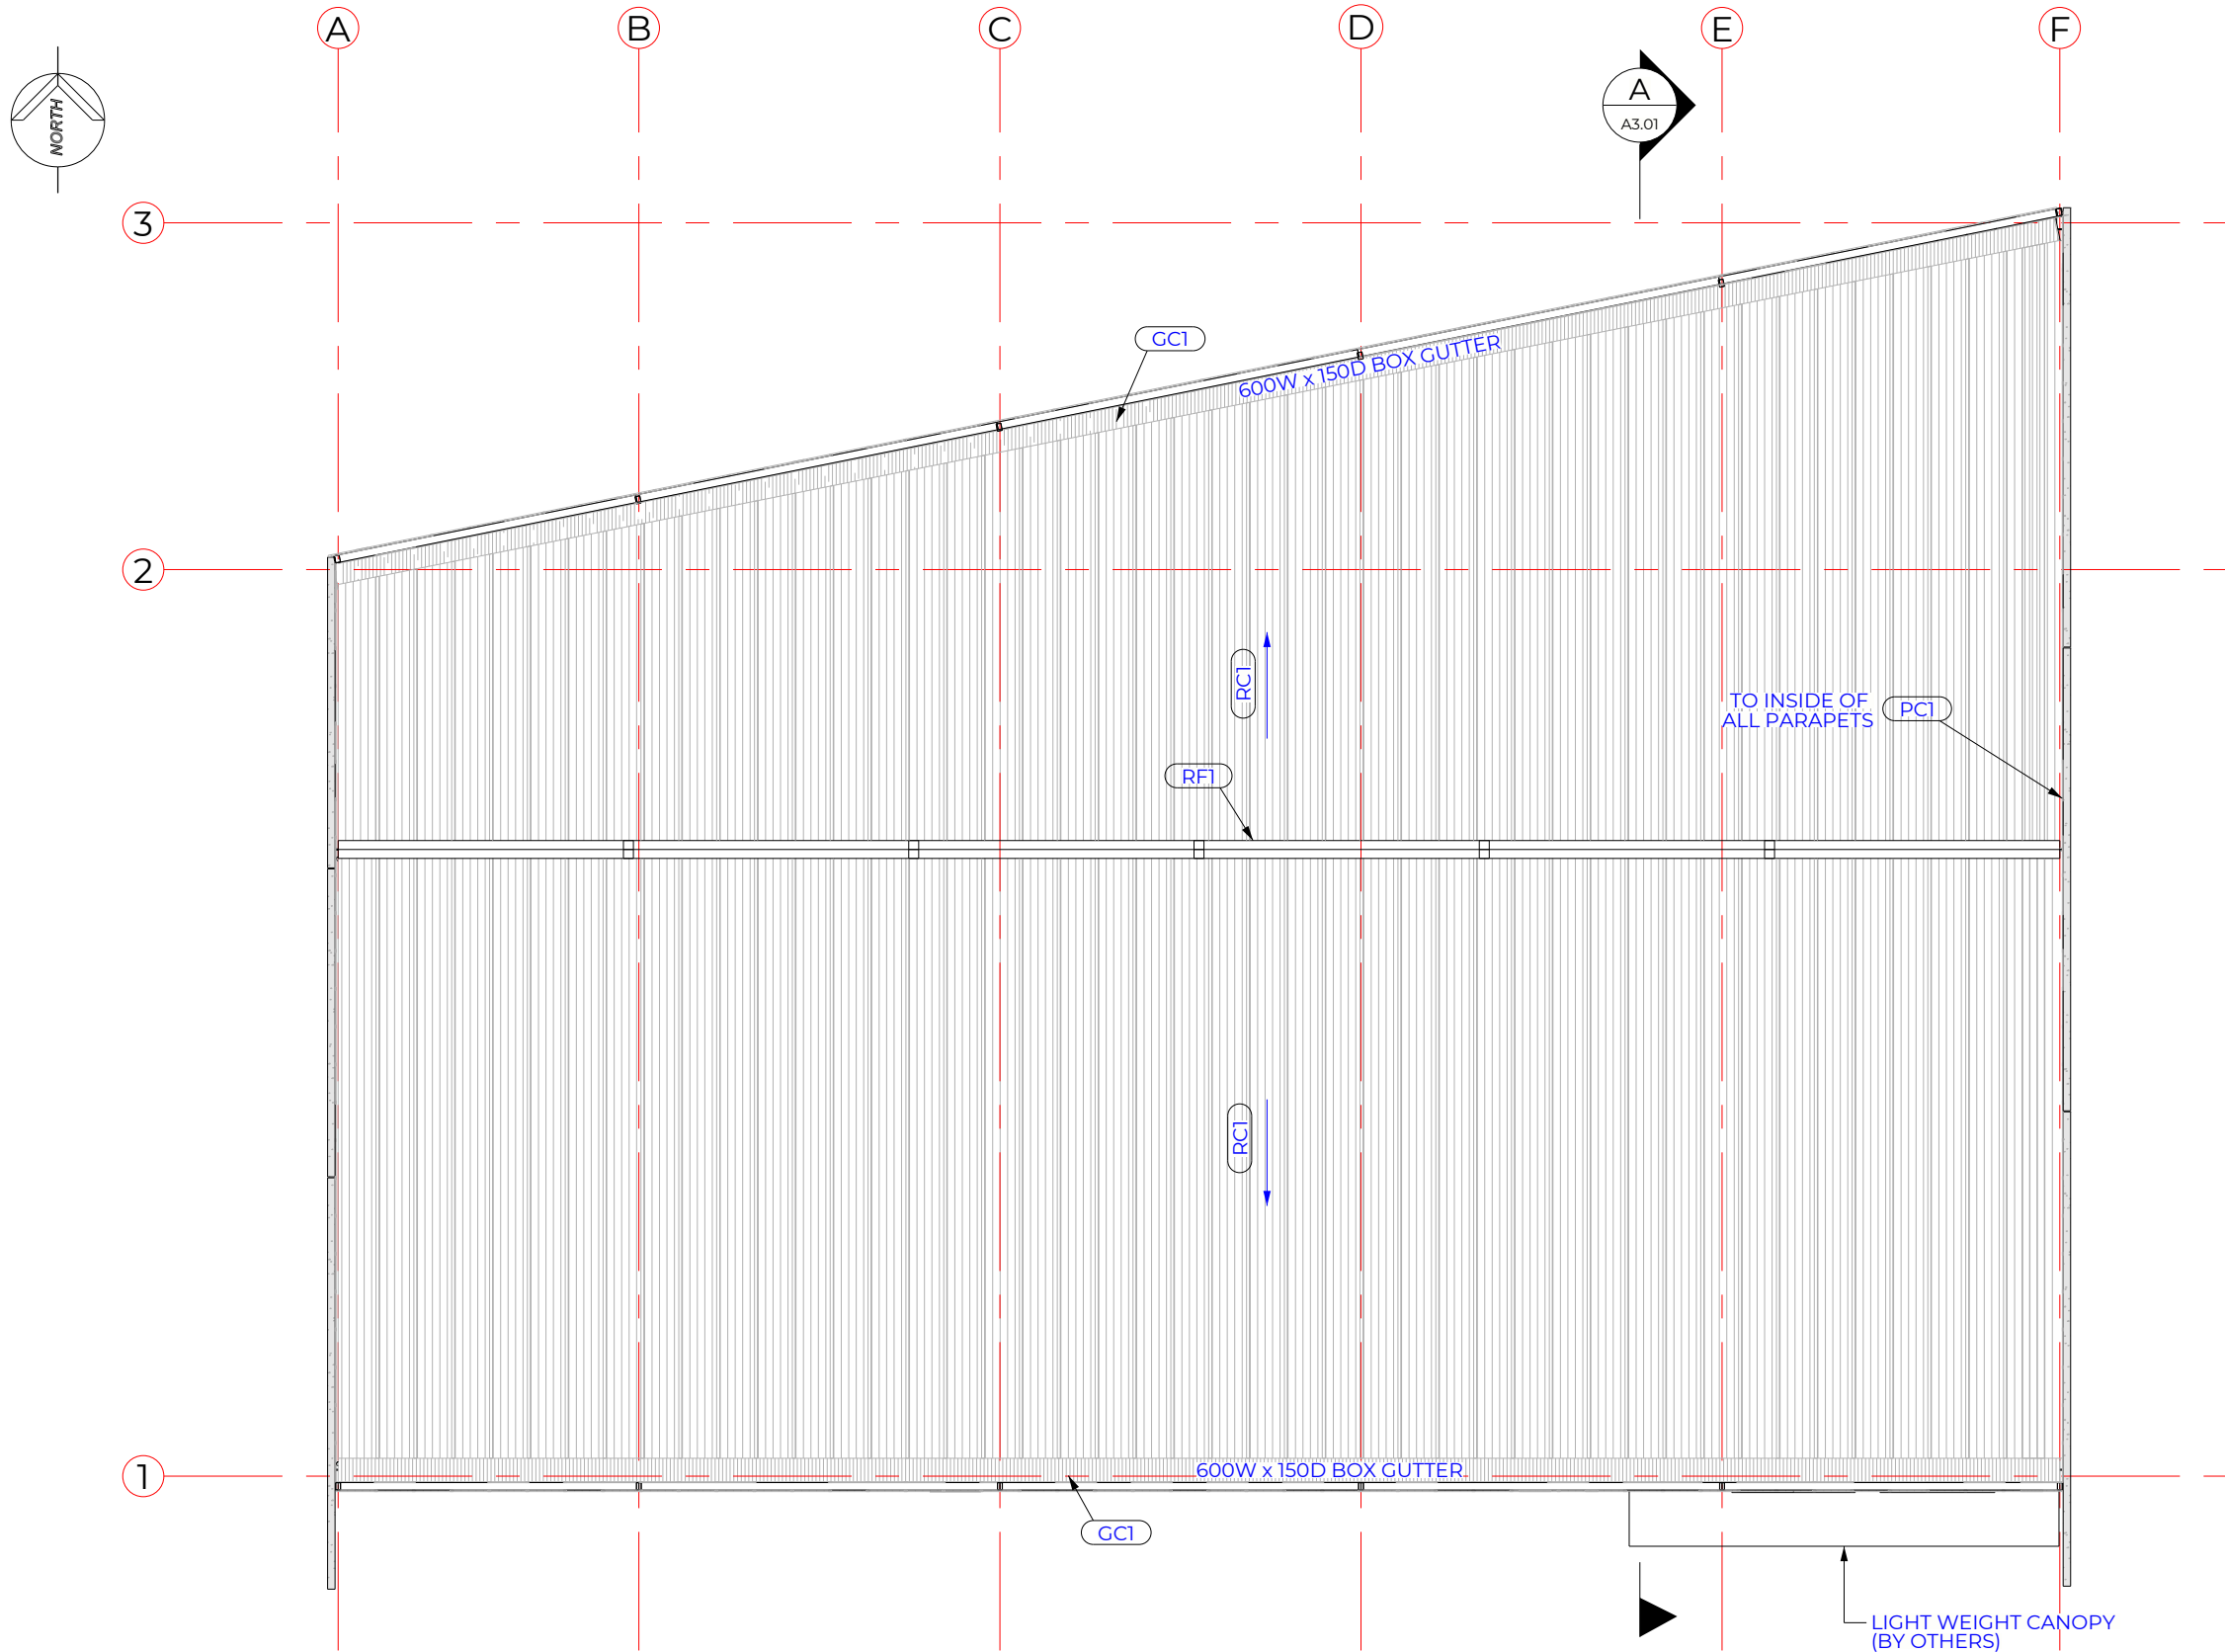 A
B
C
D
E
F
NORTH
A
A3.01
3
GC1
600W x 150D BOX GUTTER
2
RC1
TO INSIDE OF
ALL PARAPETS
PC1
RF1
RC1
1
600W x 150D BOX GUTTER
GC1
LIGHT WEIGHT CANOPY
(BY OTHERS)